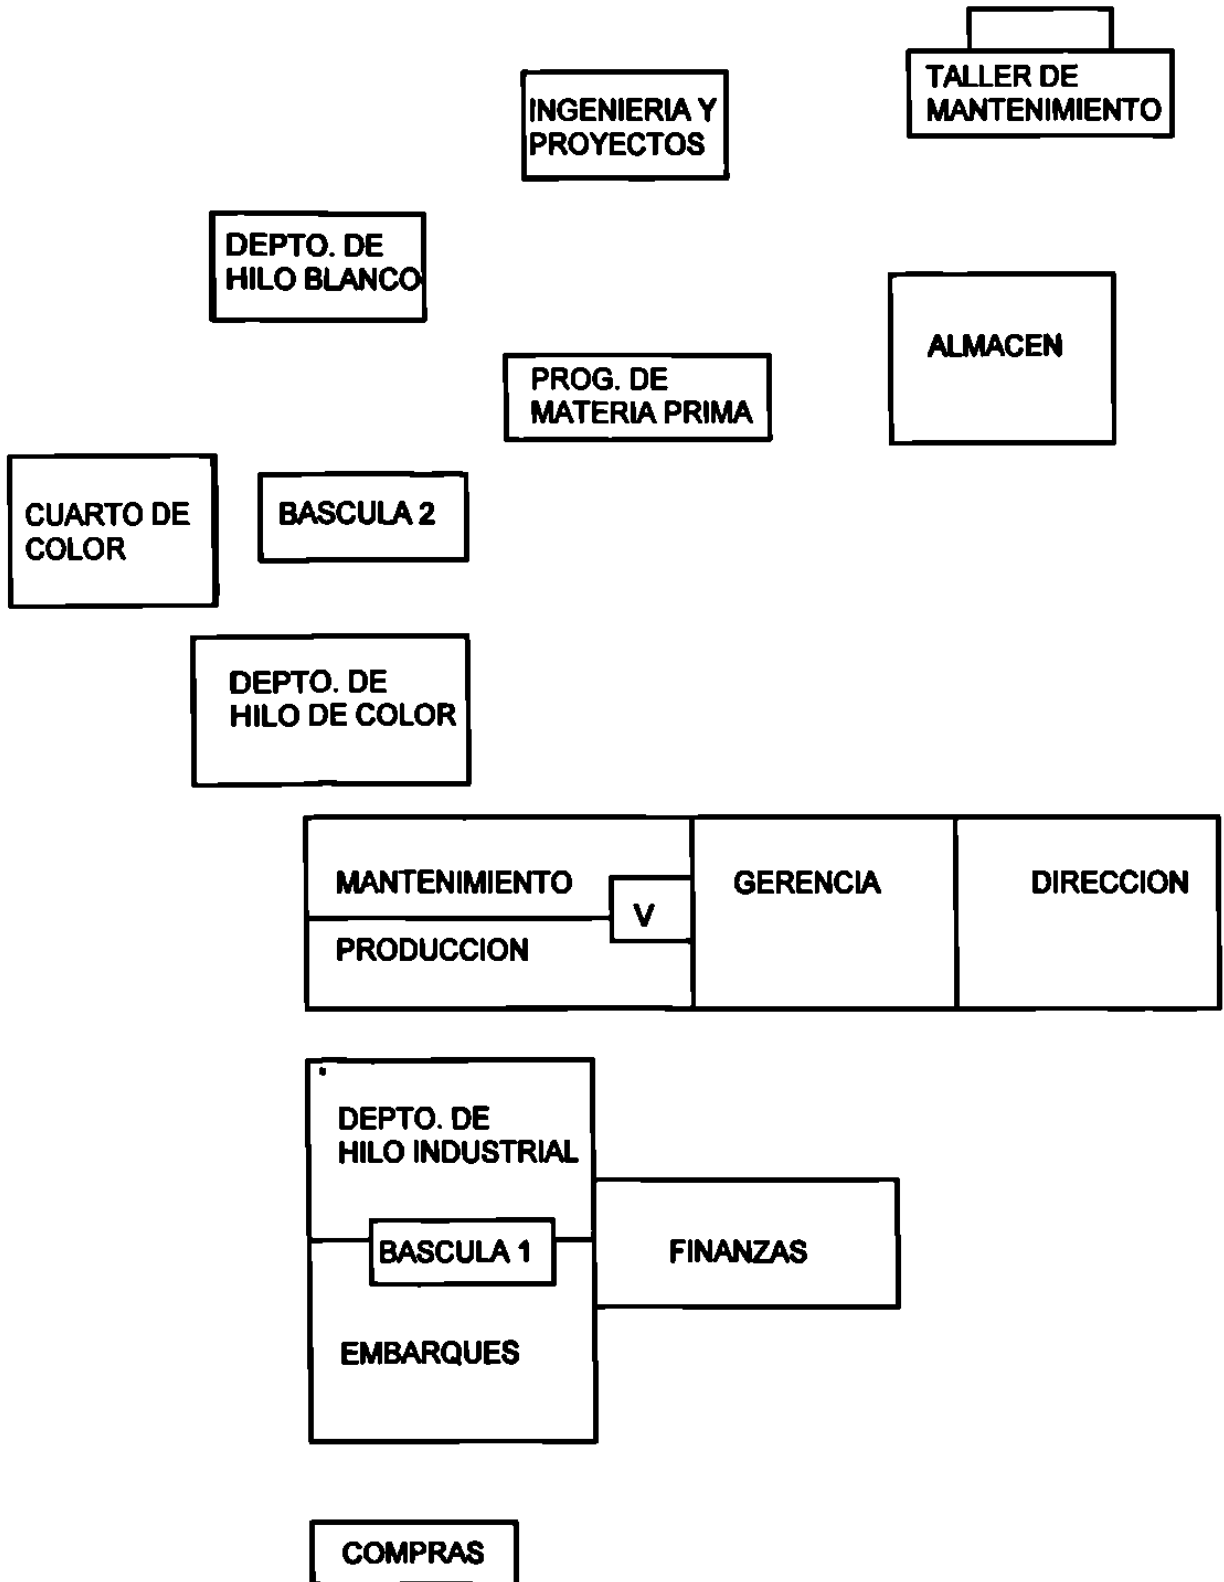 TALLER DE
MANTENIMIENTO
INGENIERIA Y
PROYECTOS
DEPTO. DE
HILO BLANCO
ALMACEN
PROG. DE
MATERIA PRIMA
CUARTO DE
COLOR
BASCULA 2
DEPTO. DE
HILO DE COLOR
MANTENIMIENTO
V
PRODUCCION
GERENCIA
DIRECCION
DEPTO. DE
HILO INDUSTRIAL
BASCULA 1
FINANZAS
EMBARQUES
COMPRAS